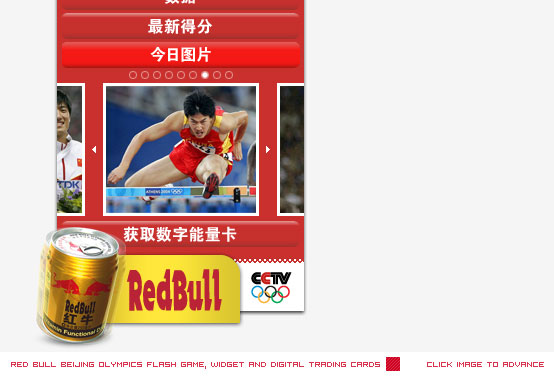 数据
最新得分
今日图片
TDK
ATHENS 2004
获取数字能量卡
RedBull
红牛
Functional
RedBull
CCTV
RED BULL BEIJING OLYMPICS FLASH GAME, WIDGET AND DIGITAL TRADING CARDS
CLICK IMAGE TO ADVANCE